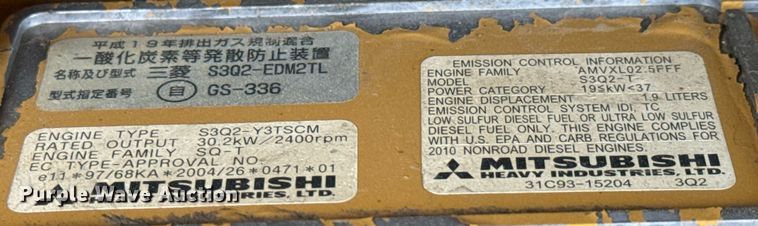 平成19年排出ガス規制適合
一酸化炭素等発散防止装置
名称及び型式 三菱 S3Q2-EDM2TL
型式指定番号 自 GS-336
ENGINE TYPE S3Q2-Y3TSCM
RATED OUTPUT 30.2kW/2400rpm
ENGINE FAMILY SQ-T
EC TYPE-APPROVAL NO.
e11*97/68KA*2004/26*0471*01
MITSUBISHI
HEAVY INDUSTRIES, LTD.
EMISSION CONTROL INFORMATION
ENGINE FAMILY AMVXL02.5FFF
MODEL S3Q2-T
POWER CATEGORY 19≤kW<37
DISPLACEMENT 1.9 LITERS
EMISSION CONTROL SYSTEM IDI, TC
LOW SULFUR DIESEL FUEL OR ULTRA LOW SULFUR
DIESEL FUEL ONLY. THIS ENGINE COMPLIES
WITH U.S. EPA AND CARB REGULATIONS FOR
2010 NONROAD DIESEL ENGINES.
MITSUBISHI
HEAVY INDUSTRIES, LTD.
31C93-15204 3Q2
Purple Wave Auction